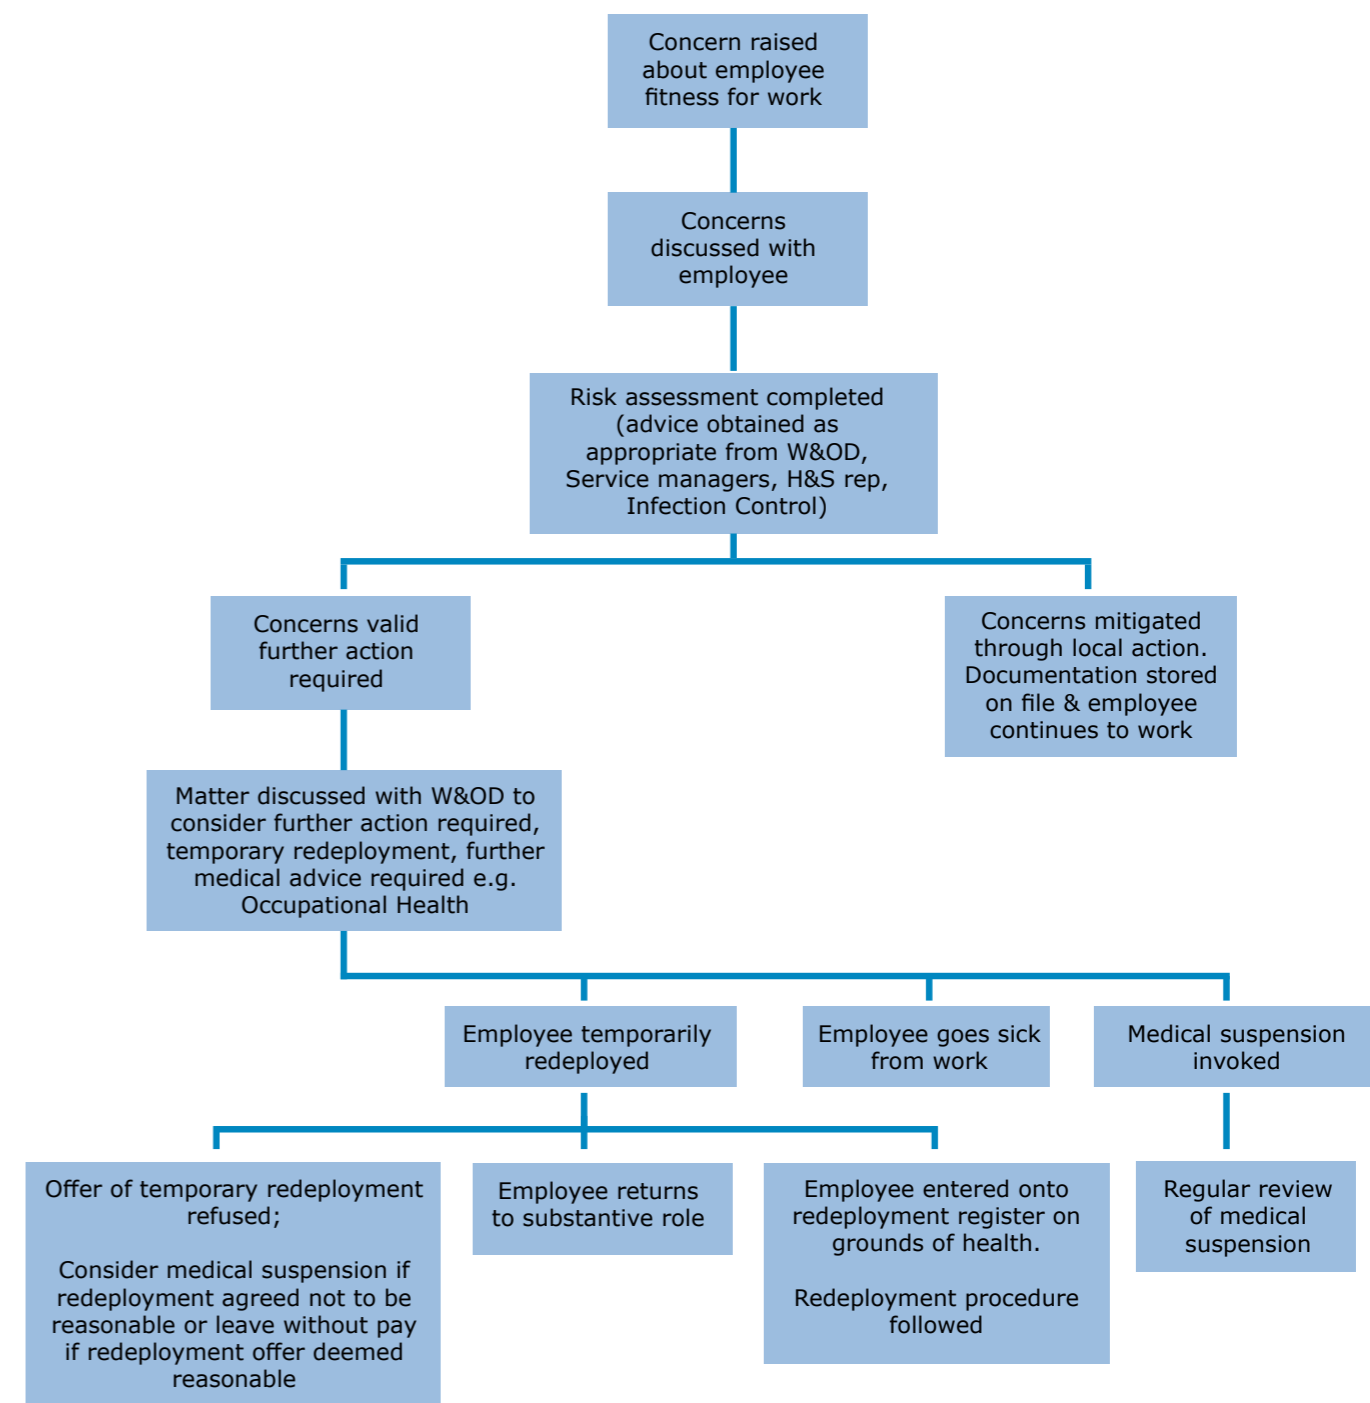 Concern raised
about employee
fitness for work
Concerns
discussed with
employee
Risk assessment completed
(advice obtained as
appropriate from W&OD,
Service managers, H&S rep,
Infection Control)
Concerns valid
further action
required
Concerns mitigated
through local action.
Documentation stored
on file & employee
continues to work
Matter discussed with W&OD to
consider further action required,
temporary redeployment, further
medical advice required e.g.
Occupational Health
Employee temporarily
redeployed
Employee goes sick
from work
Medical suspension
invoked
Offer of temporary redeployment
refused;
Consider medical suspension if
redeployment agreed not to be
reasonable or leave without pay
if redeployment offer deemed
reasonable
Employee returns
to substantive role
Employee entered onto
redeployment register on
grounds of health.
Redeployment procedure
followed
Regular review
of medical
suspension